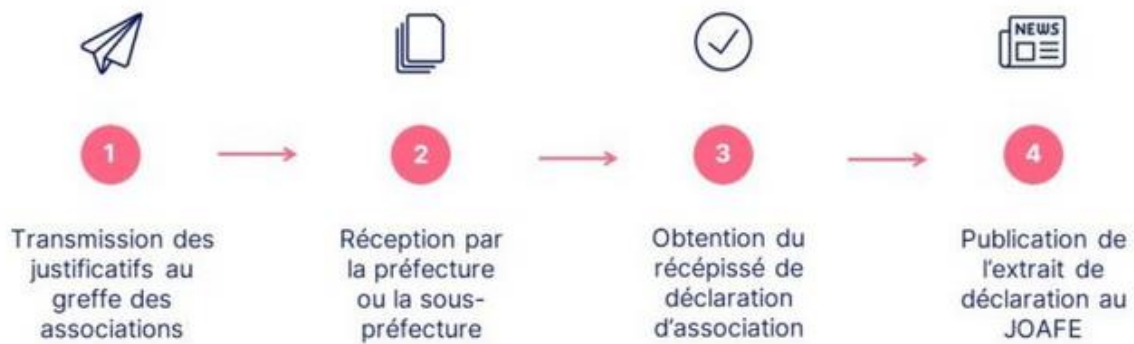 NEWS
1
2
3
4
Transmission des
justificatifs au
greffe des
associations
Réception par
la préfecture
ou la sous-
préfecture
Obtention du
récépissé de
déclaration
d'association
Publication de
l'extrait de
déclaration au
JOAFE